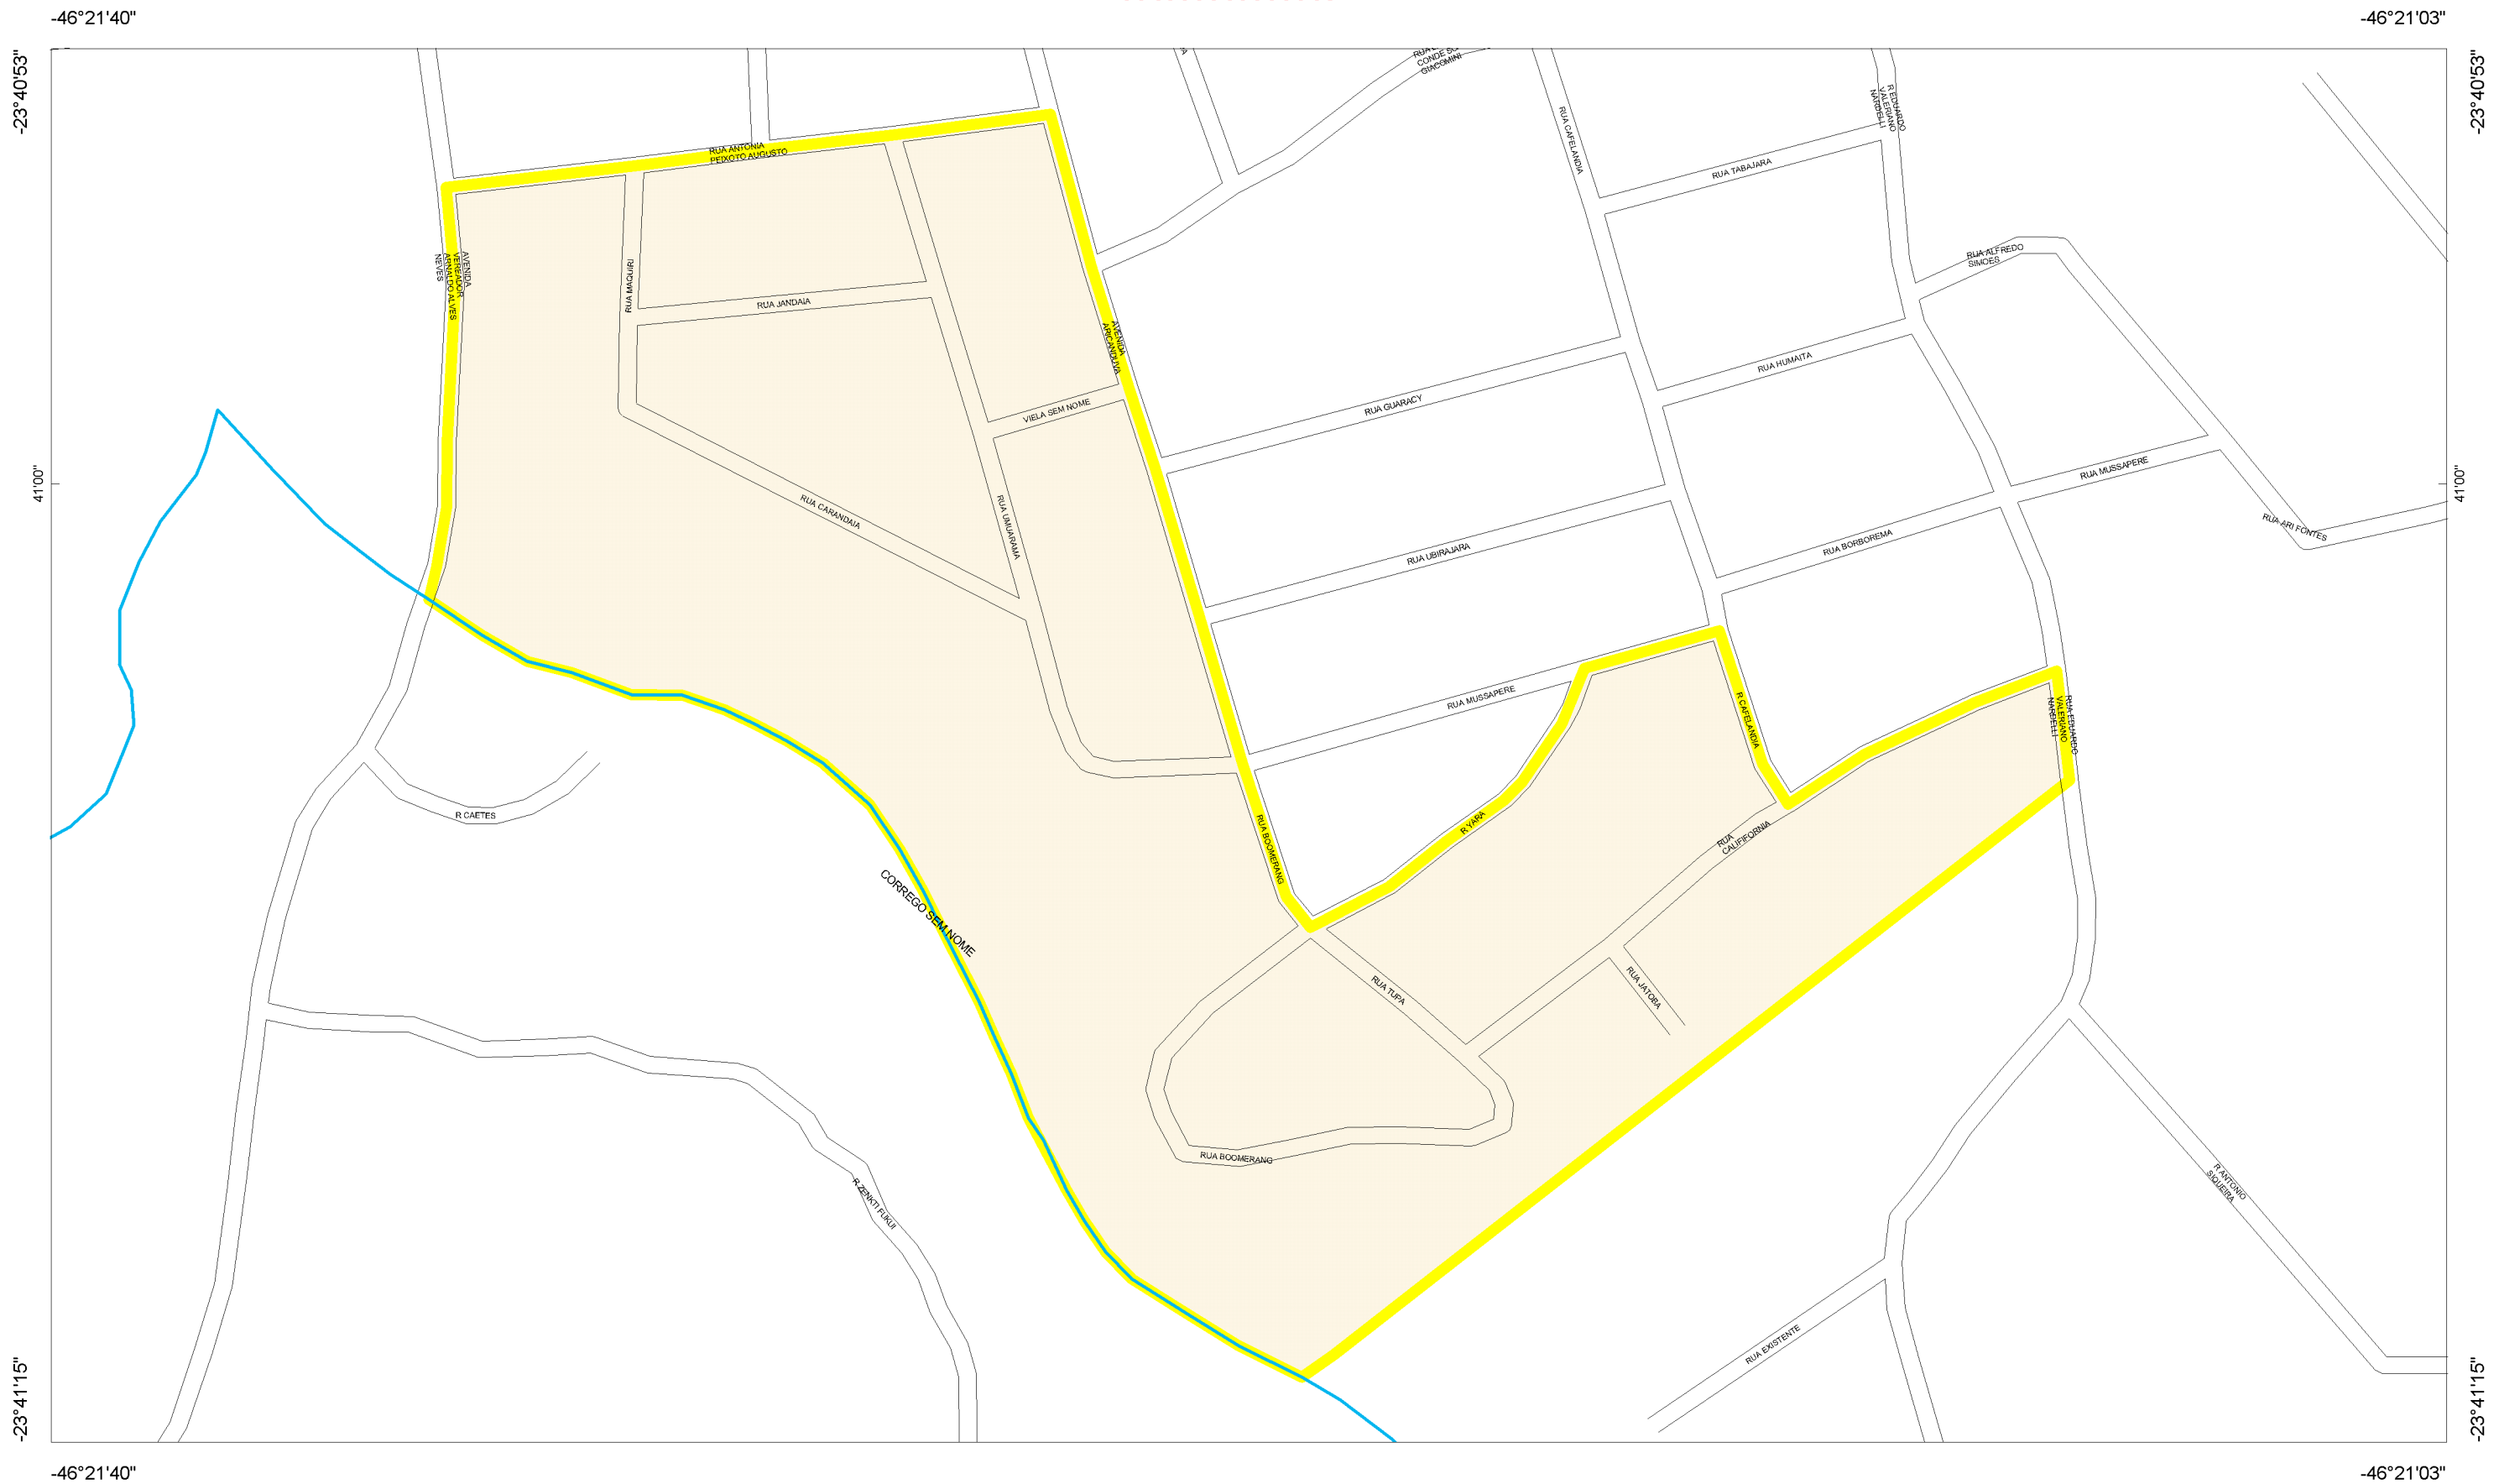 -46°21'40"
-46°21'03"
-23°40'53"
-23°40'53"
CONDE
GIACOMINI
RUA CAFELANDIA
R EDUARDO
VALERIANO
NARDELLI
RUA ANTONIA
PEIXOTO AUGUSTO
RUA TABAJARA
AVENIDA
VEREADOR
ARNALDO ALVES
NEVES
RUA MAQUIRI
RUA JANDAIA
RUA ALFREDO
SIMOES
AVENIDA
ARICANDUVA
RUA HUMAITA
VIELA SEM NOME
RUA GUARACY
41'00"
41'00"
RUA MUSSAPERE
RUA CARANDAIA
RUA UMUARAMA
RUA UBIRAJARA
RUA BORBOREMA
RUA ARI FONTES
RUA MUSSAPERE
R CAFELANDIA
RUA EDUARDO
VALERIANO
NARDELLI
R CAETES
RUA BOOMERANG
R YARA
RUA
CALIFIFORNIA
CORREGO SEM NOME
RUA TUPA
RUA JATOBA
RUA BOOMERANG
R ZENKTI FUKUI
R ANTONIO
SIQUEIRA
RUA EXISTENTE
-23°41'15"
-23°41'15"
-46°21'40"
-46°21'03"